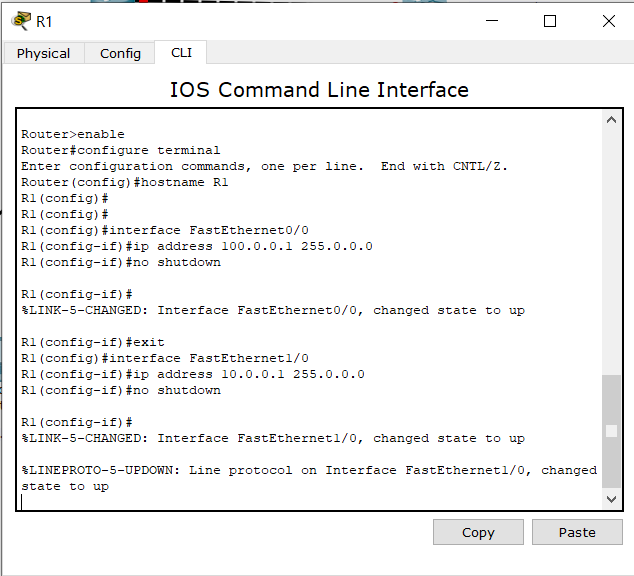 R1
Physical
Config
CLI
IOS Command Line Interface
Router>enable
Router#configure terminal
Enter configuration commands, one per line.  End with CNTL/Z.
Router(config)#hostname R1
R1(config)#
R1(config)#
R1(config)#interface FastEthernet0/0
R1(config-if)#ip address 100.0.0.1 255.0.0.0
R1(config-if)#no shutdown
R1(config-if)#
%LINK-5-CHANGED: Interface FastEthernet0/0, changed state to up
R1(config-if)#exit
R1(config)#interface FastEthernet1/0
R1(config-if)#ip address 10.0.0.1 255.0.0.0
R1(config-if)#no shutdown
R1(config-if)#
%LINK-5-CHANGED: Interface FastEthernet1/0, changed state to up
%LINEPROTO-5-UPDOWN: Line protocol on Interface FastEthernet1/0, changed
state to up
Copy
Paste